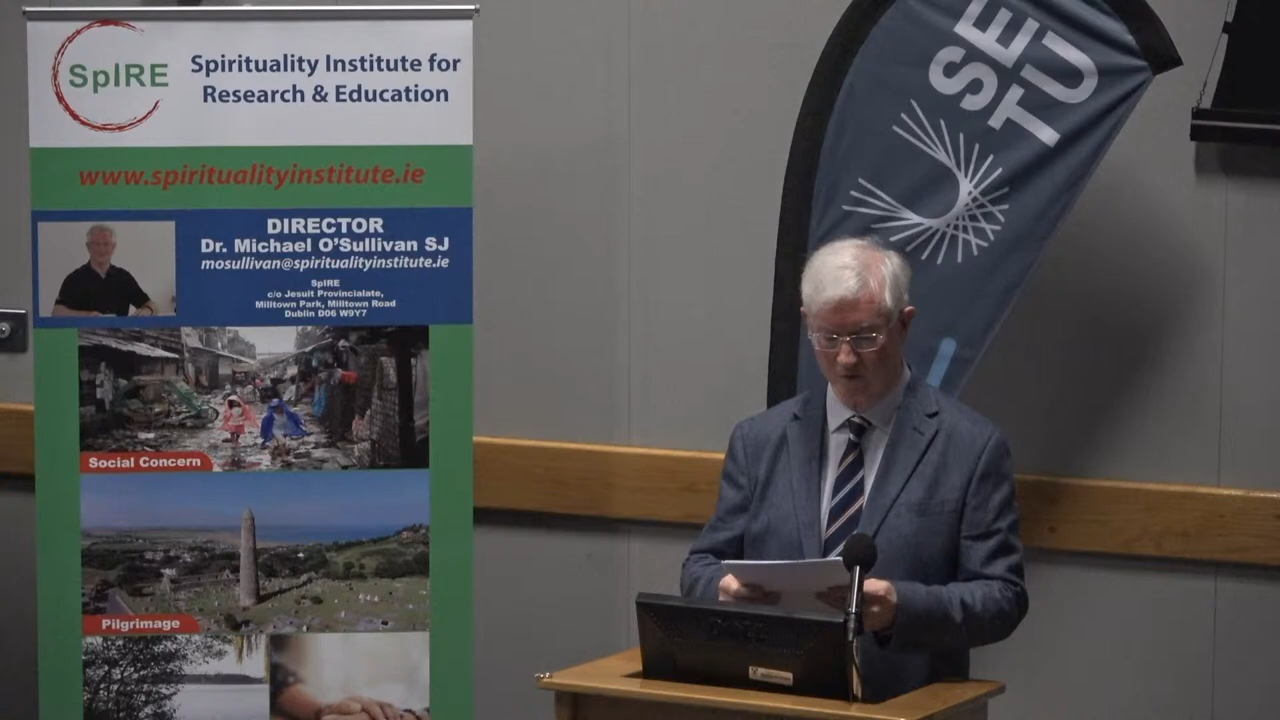 SpIRE
Spirituality Institute for
Research & Education
www.spiritualityinstitute.ie
DIRECTOR
Dr. Michael O'Sullivan SJ
mosullivan@spiritualityinstitute.ie
SpIRE
c/o Jesuit Provincialate,
Milltown Park, Milltown Road
Dublin D06 W9Y7
Social Concern
Pilgrimage
SE
TU